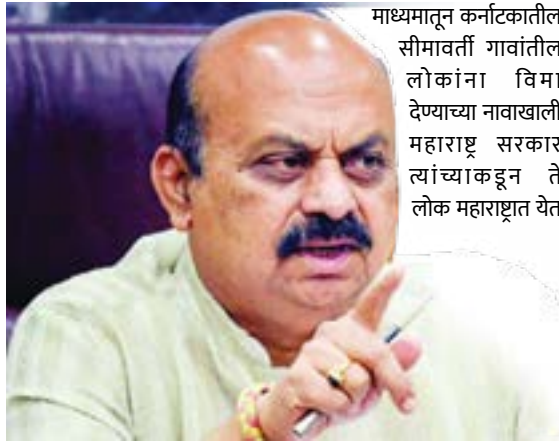 माध्यमातून कर्नाटकातील
सीमावर्ती गावांतील
लोकांना विमा
देण्याच्या नावाखाली
महाराष्ट्र सरकार
त्यांच्याकडून ते
लोक महाराष्ट्रात येत